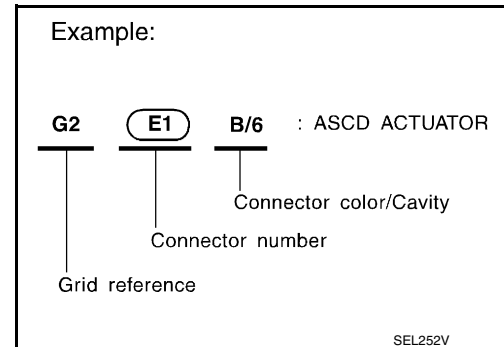 Example:
G2 E1 B/6 : ASCD ACTUATOR
Connector color/Cavity
Connector number
Grid reference
SEL252V